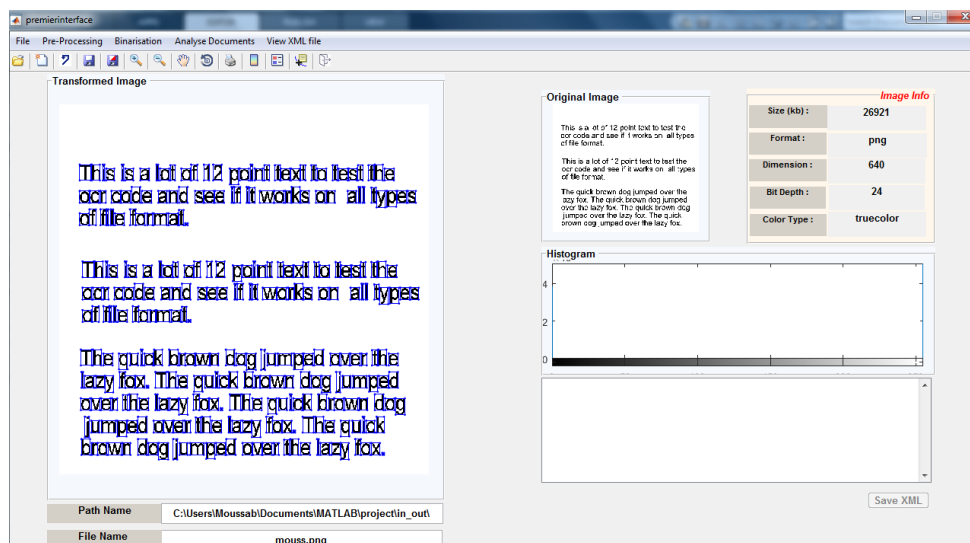 premierinterface
File Pre-Processing Binarisation Analyse Documents View XML file
Transformed Image
This is a lot of 12 point text to test the
ocr code and see if it works on all types
of file format.
This is a lot of 12 point text to test the
ocr code and see if it works on all types
of file format.
The quick brown dog jumped over the
lazy fox. The quick brown dog jumped
over the lazy fox. The quick brown dog
jumped over the lazy fox. The quick
brown dog jumped over the lazy fox.
Path Name C:\Users\Moussab\Documents\MATLAB\project\in_out\
File Name mouss.png
Original Image
This is a lot of 12 point text to test the
ocr code and see if it works on all types
of file format.
This is a lot of 12 point text to test the
ocr code and see if it works on all types
of file format.
The quick brown dog jumped over the
lazy fox. The quick brown dog jumped
over the lazy fox. The quick brown dog
jumped over the lazy fox. The quick
brown dog jumped over the lazy fox.
Image Info
Size (kb) : 26921
Format : png
Dimension : 640
Bit Depth : 24
Color Type : truecolor
Histogram
4
2
0
Save XML